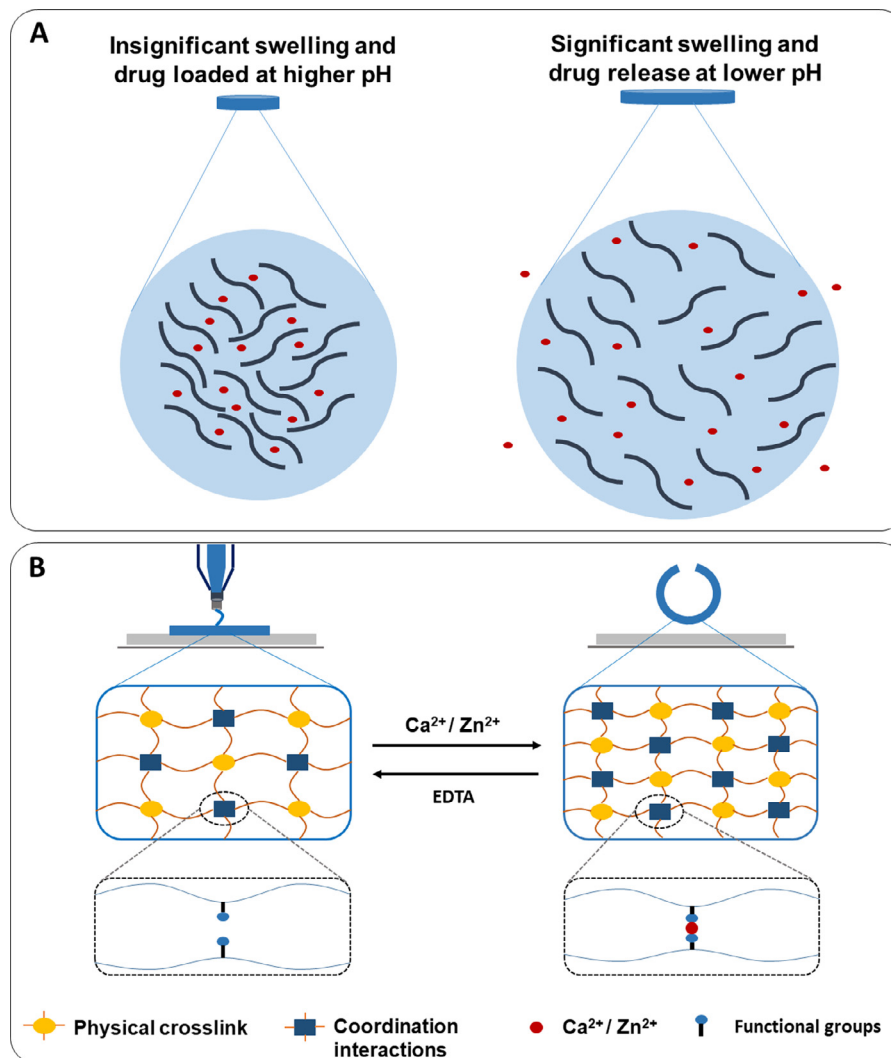 A
Insignificant swelling and
drug loaded at higher pH
Significant swelling and
drug release at lower pH
B
Ca²⁺/ Zn²⁺
EDTA
Physical crosslink
Coordination
interactions
Ca²⁺/ Zn²⁺
Functional groups